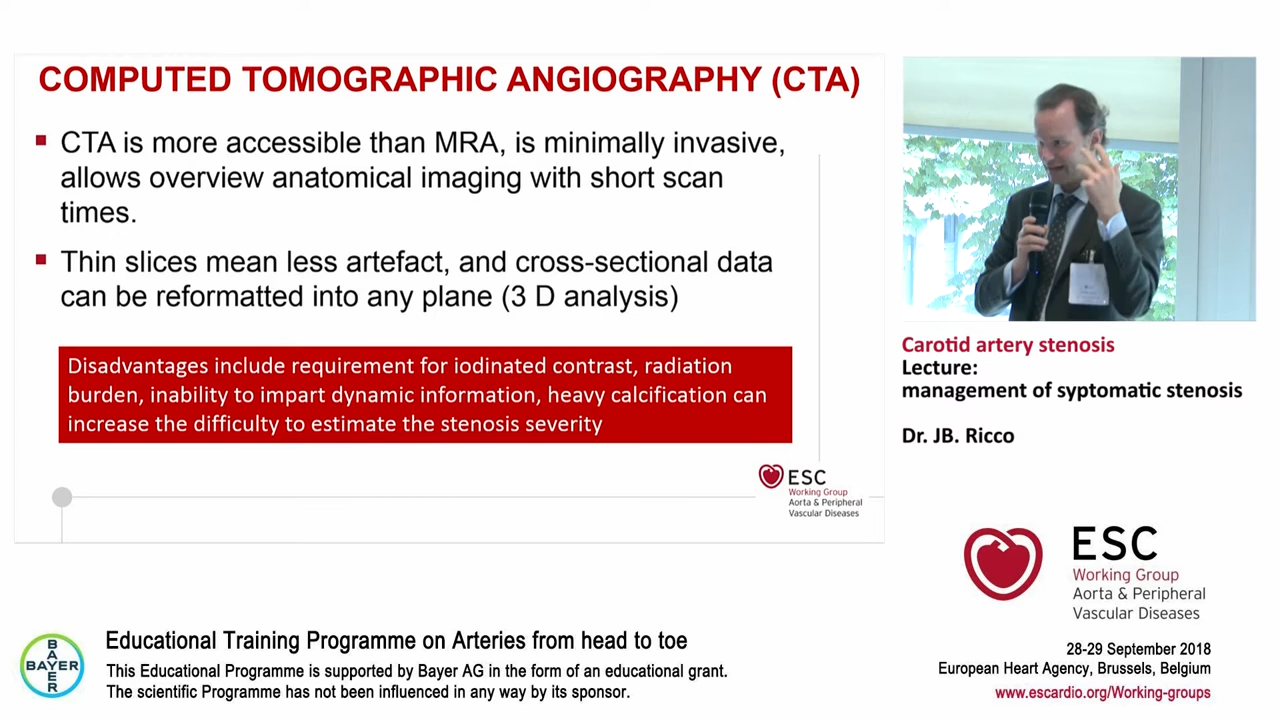 COMPUTED TOMOGRAPHIC ANGIOGRAPHY (CTA)
CTA is more accessible than MRA, is minimally invasive,
allows overview anatomical imaging with short scan
times.
Thin slices mean less artefact, and cross-sectional data
can be reformatted into any plane (3 D analysis)
Disadvantages include requirement for iodinated contrast, radiation
burden, inability to impart dynamic information, heavy calcification can
increase the difficulty to estimate the stenosis severity
ESC
Working Group
Aorta & Peripheral
Vascular Diseases
Carotid artery stenosis
Lecture:
management of syptomatic stenosis
Dr. JB. Ricco
ESC
Working Group
Aorta & Peripheral
Vascular Diseases
BAYER
BAYER
Educational Training Programme on Arteries from head to toe
This Educational Programme is supported by Bayer AG in the form of an educational grant.
The scientific Programme has not been influenced in any way by its sponsor.
28-29 September 2018
European Heart Agency, Brussels, Belgium
www.escardio.org/Working-groups